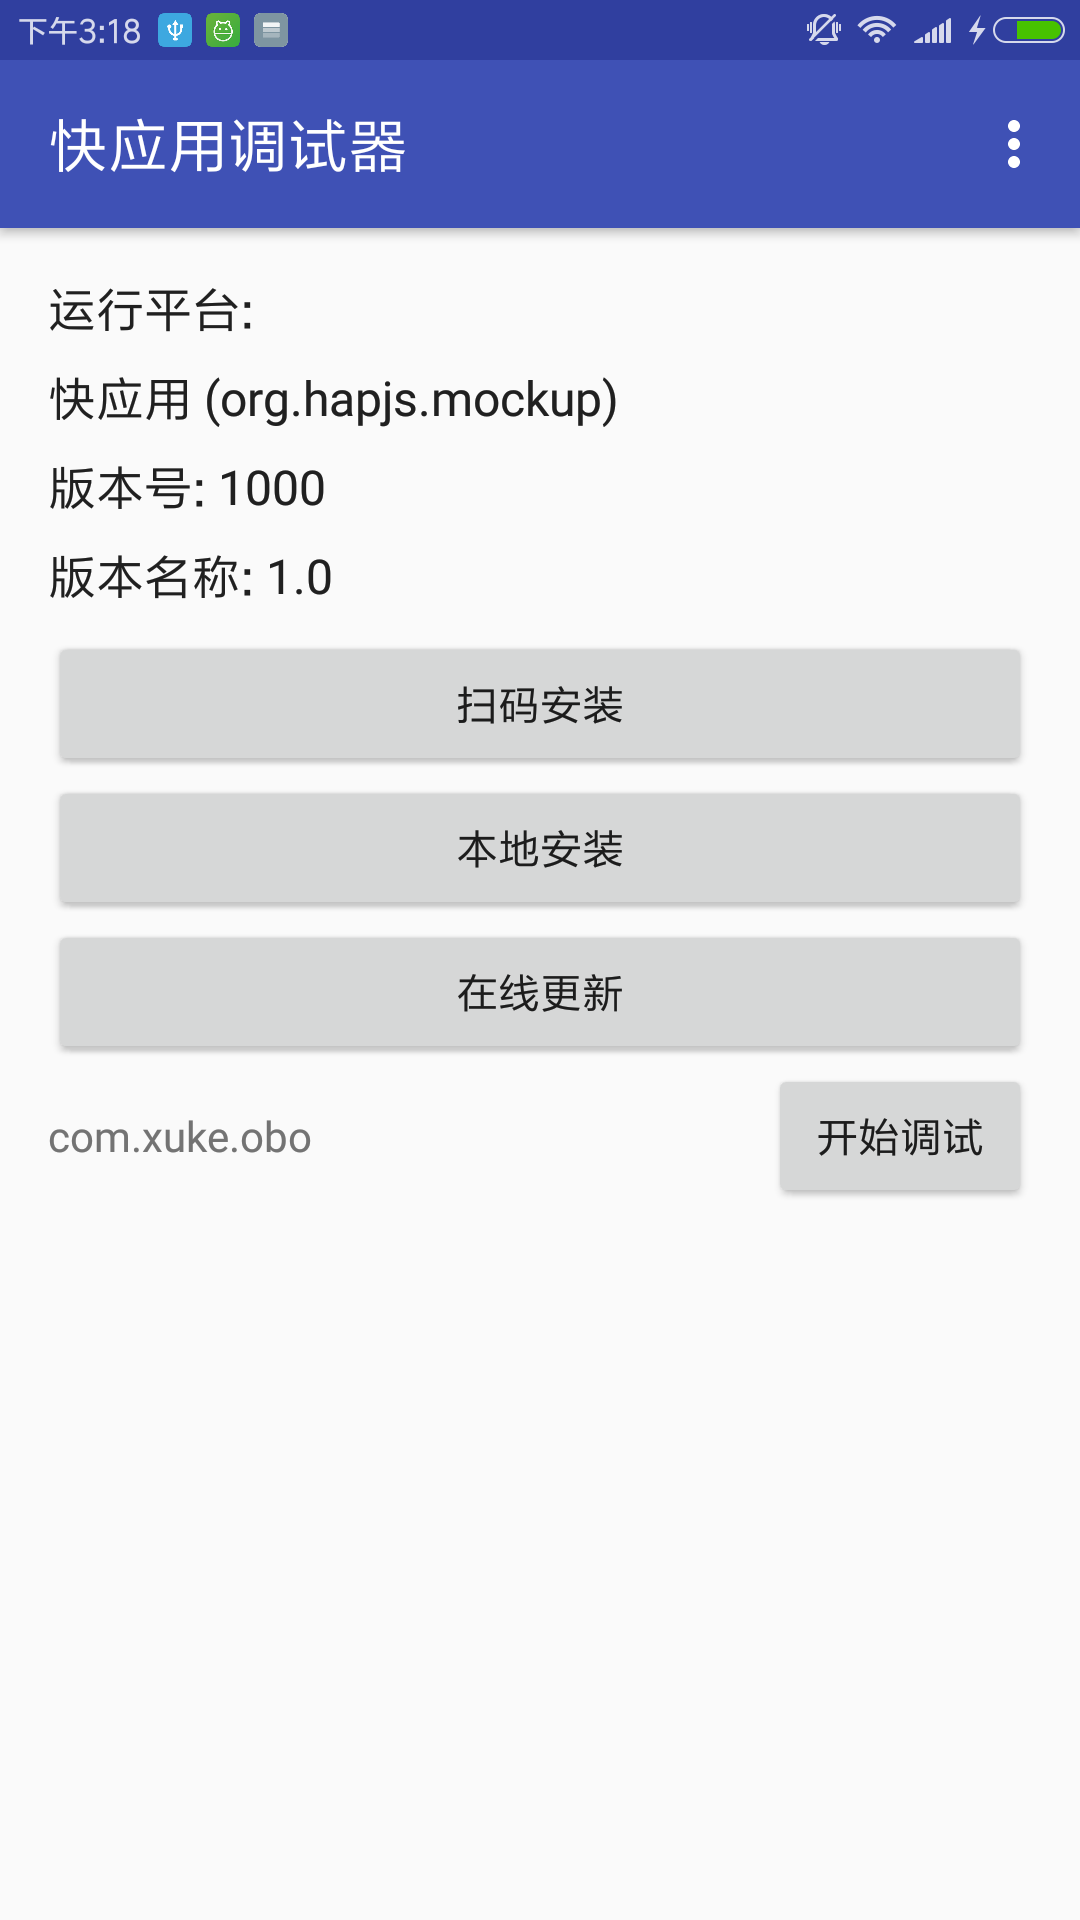 下午3:18
快应用调试器
运行平台:
快应用 (org.hapjs.mockup)
版本号: 1000
版本名称: 1.0
扫码安装
本地安装
在线更新
com.xuke.obo
开始调试